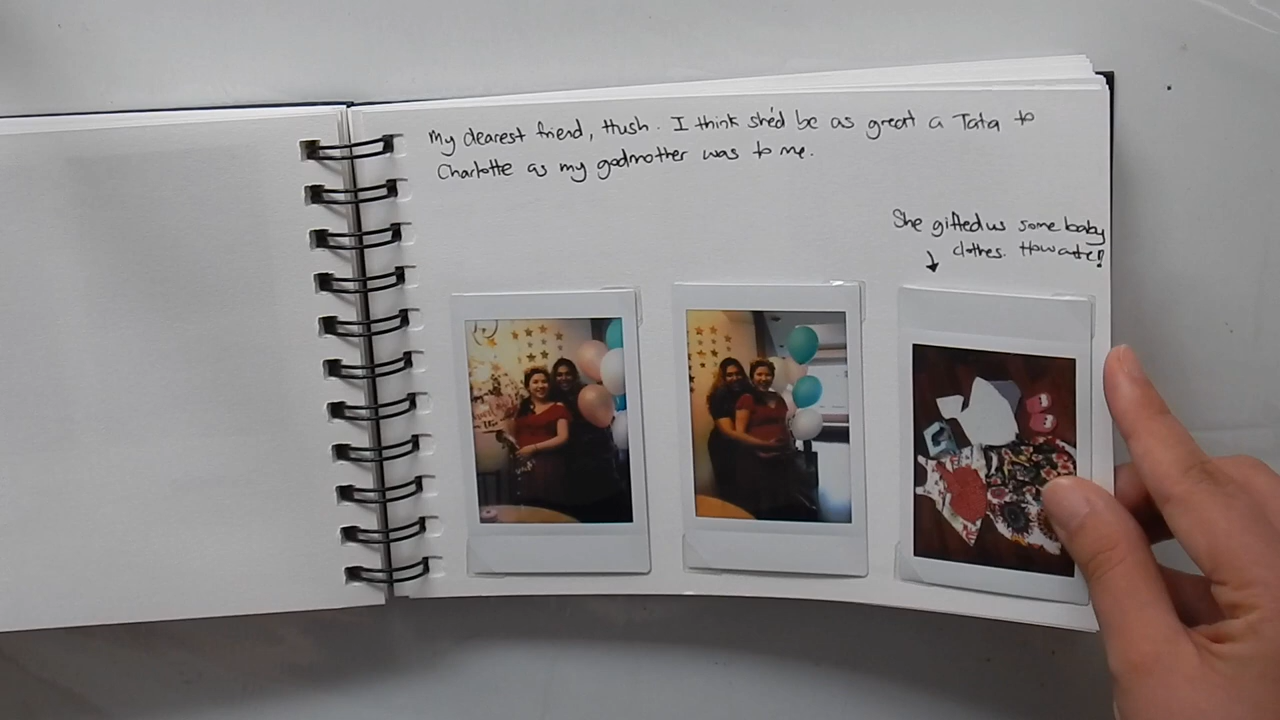 My dearest friend, Hush. I think she'd be as great a Tata to
Charlotte as my godmother was to me.
She gifted us some baby
clothes. How cute!